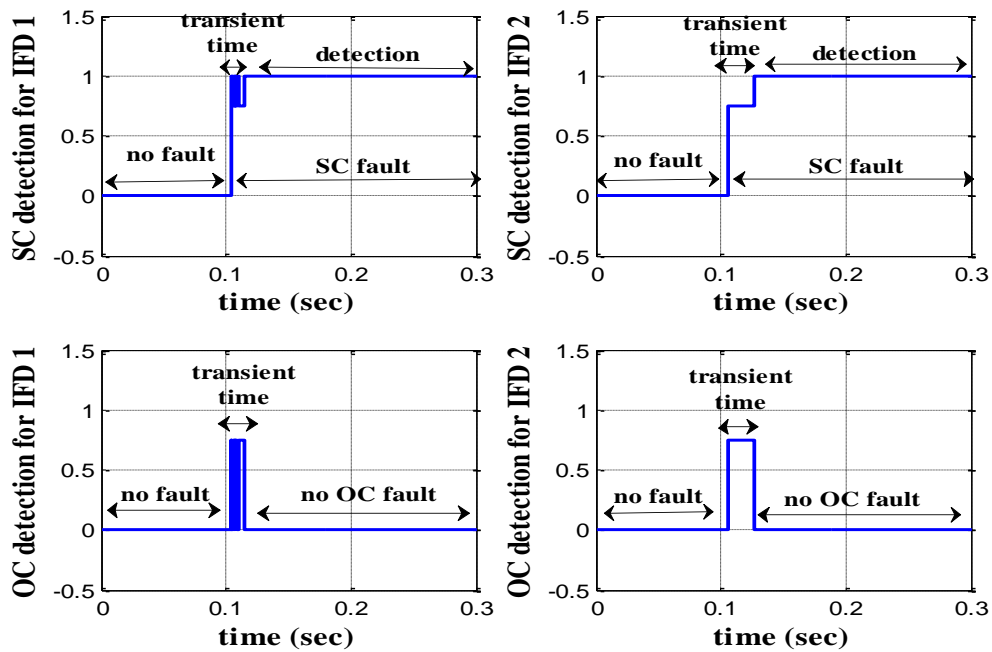 SC detection for IFD 1
1.5
1
0.5
0
-0.5
transient
time
detection
no fault
SC fault
0
0.1
0.2
0.3
time (sec)
SC detection for IFD 2
1.5
1
0.5
0
-0.5
transient
time
detection
no fault
SC fault
0
0.1
0.2
0.3
time (sec)
OC detection for IFD 1
1.5
1
0.5
0
-0.5
transient
time
no fault
no OC fault
0
0.1
0.2
0.3
time (sec)
OC detection for IFD 2
1.5
1
0.5
0
-0.5
transient
time
no fault
no OC fault
0
0.1
0.2
0.3
time (sec)